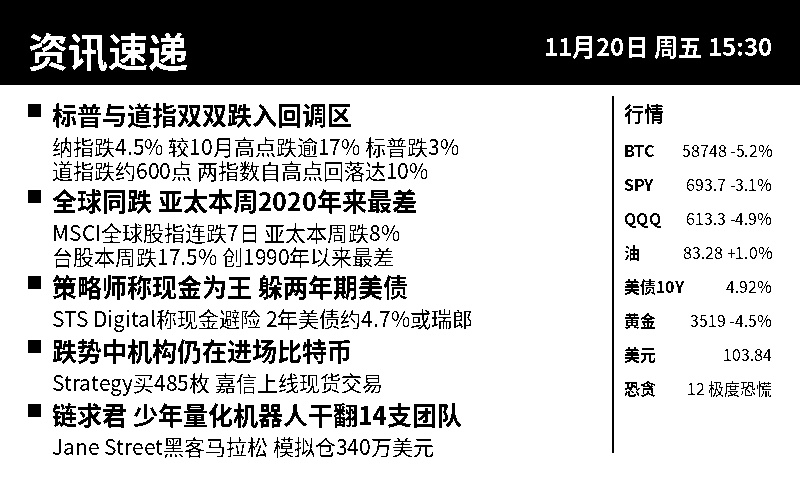 资讯速递
11月20日 周五 15:30
标普与道指双双跌入回调区
纳指跌4.5% 较10月高点跌逾17% 标普跌3%
道指跌约600点 两指数自高点回落达10%
全球同跌 亚太本周2020年来最差
MSCI全球股指连跌7日 亚太本周跌8%
台股本周跌17.5% 创1990年以来最差
策略师称现金为王 躲两年期美债
STS Digital称现金避险 2年美债约4.7%或瑞郎
跌势中机构仍在进场比特币
Strategy买485枚 嘉信上线现货交易
链求君 少年量化机器人干翻14支团队
Jane Street黑客马拉松 模拟仓340万美元
行情
BTC 58748 -5.2%
SPY 693.7 -3.1%
QQQ 613.3 -4.9%
油 83.28 +1.0%
美债10Y 4.92%
黄金 3519 -4.5%
美元 103.84
恐贪 12 极度恐慌